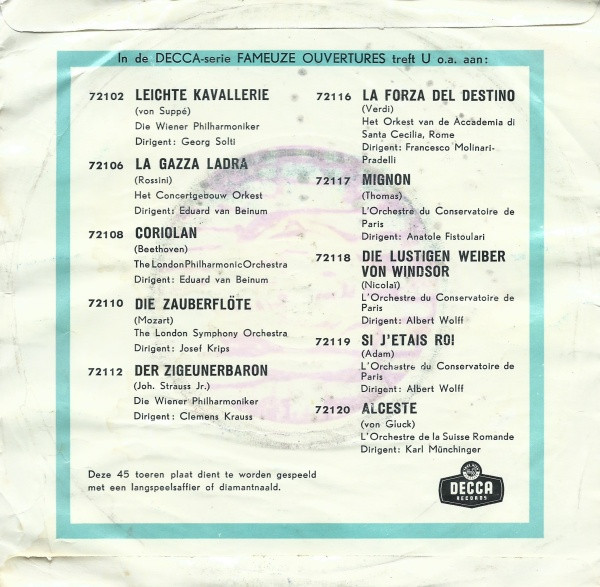 In de DECCA-serie FAMEUZE OUVERTURES treft U o.a. aan:
72102 LEICHTE KAVALLERIE
(von Suppé)
Die Wiener Philharmoniker
Dirigent: Georg Solti
72106 LA GAZZA LADRA
(Rossini)
Het Concertgebouw Orkest
Dirigent: Eduard van Beinum
72108 CORIOLAN
(Beethoven)
The London Philharmonic Orchestra
Dirigent: Eduard van Beinum
72110 DIE ZAUBERFLÖTE
(Mozart)
The London Symphony Orchestra
Dirigent: Josef Krips
72112 DER ZIGEUNERBARON
(Joh. Strauss Jr.)
Die Wiener Philharmoniker
Dirigent: Clemens Krauss
72116 LA FORZA DEL DESTINO
(Verdi)
Het Orkest van de Accademia di
Santa Cecilia, Rome
Dirigent: Francesco Molinari-
Pradelli
72117 MIGNON
(Thomas)
L'Orchestre du Conservatoire de
Paris
Dirigent: Anatole Fistoulari
72118 DIE LUSTIGEN WEIBER
VON WINDSOR
(Nicolaï)
L'Orchestre du Conservatoire de
Paris
Dirigent: Albert Wolff
72119 SI J'ETAIS ROI
(Adam)
L'Orchestre du Conservatoire de
Paris
Dirigent: Albert Wolff
72120 ALCESTE
(von Gluck)
L'Orchestre de la Suisse Romande
Dirigent: Karl Münchinger
Deze 45 toeren plaat dient te worden gespeeld
met een langspeelsaffier of diamantnaald.
DECCA
RECORDS